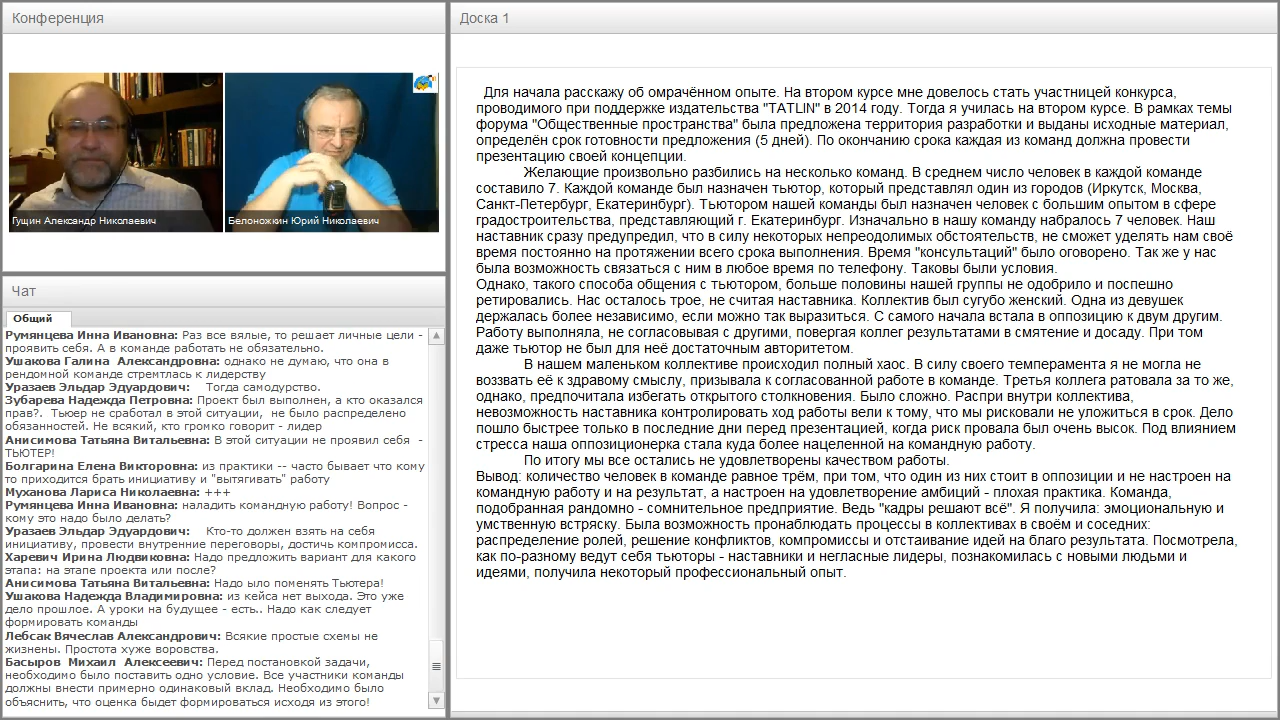 Конференция
Гущин Александр Николаевич
Белоножкин Юрий Николаевич
Чат
Общий
Румянцева Инна Ивановна: Раз все вялые, то решает личные цели -
проявить себя. А в команде работать не обязательно.
Ушакова Галина Александровна: однако не думаю, что она в
рендомной команде стремтлась к лидерству
Уразаев Эльдар Эдуардович: Тогда самодурство.
Зубарева Надежда Петровна: Проект был выполнен, а кто оказался
прав?. Тьюер не сработал в этой ситуации, не было распределено
обязанностей. Не всякий, кто громко говорит - лидер
Анисимова Татьяна Витальевна: В этой ситуации не проявил себя -
ТЬЮТЕР!
Болгарина Елена Викторовна: из практики -- часто бывает что кому
то приходится брать инициативу и "вытягивать" работу
Муханова Лариса Николаевна: +++
Румянцева Инна Ивановна: наладить командную работу! Вопрос -
кому это надо было делать?
Уразаев Эльдар Эдуардович: Кто-то должен взять на себя
инициативу, провести внутренние переговоры, достичь компромисса.
Харевич Ирина Людвиковна: Надо предложить вариант для какого
этапа: на этапе проекта или после?
Анисимова Татьяна Витальевна: Надо ыло поменять Тьютера!
Ушакова Надежда Владимировна: из кейса нет выхода. Это уже
дело прошлое. А уроки на будущее - есть.. Надо как следует
формировать команды
Лебсак Вячеслав Александрович: Всякие простые схемы не
жизнены. Простота хуже воровства.
Басыров Михаил Алексеевич: Перед постановкой задачи,
необходимо было поставить одно условие. Все участники команды
должны внести примерно одинаковый вклад. Необходимо было
объяснить, что оценка быдет формироваться исходя из этого!
Доска 1
Для начала расскажу об омрачённом опыте. На втором курсе мне довелось стать участницей конкурса,
проводимого при поддержке издательства "TATLIN" в 2014 году. Тогда я училась на втором курсе. В рамках темы
форума "Общественные пространства" была предложена территория разработки и выданы исходные материал,
определён срок готовности предложения (5 дней). По окончанию срока каждая из команд должна провести
презентацию своей концепции.
Желающие произвольно разбились на несколько команд. В среднем число человек в каждой команде
составило 7. Каждой команде был назначен тьютор, который представлял один из городов (Иркутск, Москва,
Санкт-Петербург, Екатеринбург). Тьютором нашей команды был назначен человек с большим опытом в сфере
градостроительства, представляющий г. Екатеринбург. Изначально в нашу команду набралось 7 человек. Наш
наставник сразу предупредил, что в силу некоторых непреодолимых обстоятельств, не сможет уделять нам своё
время постоянно на протяжении всего срока выполнения. Время "консультаций" было оговорено. Так же у нас
была возможность связаться с ним в любое время по телефону. Таковы были условия.
Однако, такого способа общения с тьютором, больше половины нашей группы не одобрило и поспешно
ретировались. Нас осталось трое, не считая наставника. Коллектив был сугубо женский. Одна из девушек
держалась более независимо, если можно так выразиться. С самого начала встала в оппозицию к двум другим.
Работу выполняла, не согласовывая с другими, повергая коллег результатами в смятение и досаду. При том
даже тьютор не был для неё достаточным авторитетом.
В нашем маленьком коллективе происходил полный хаос. В силу своего темперамента я не могла не
воззвать её к здравому смыслу, призывала к согласованной работе в команде. Третья коллега ратовала за то же,
однако, предпочитала избегать открытого столкновения. Было сложно. Распри внутри коллектива,
невозможность наставника контролировать ход работы вели к тому, что мы рисковали не уложиться в срок. Дело
пошло быстрее только в последние дни перед презентацией, когда риск провала был очень высок. Под влиянием
стресса наша оппозиционерка стала куда более нацеленной на командную работу.
По итогу мы все остались не удовлетворены качеством работы.
Вывод: количество человек в команде равное трём, при том, что один из них стоит в оппозиции и не настроен на
командную работу и на результат, а настроен на удовлетворение амбиций - плохая практика. Команда,
подобранная рандомно - сомнительное предприятие. Ведь "кадры решают всё". Я получила: эмоциональную и
умственную встряску. Была возможность пронаблюдать процессы в коллективах в своём и соседних:
распределение ролей, решение конфликтов, компромиссы и отстаивание идей на благо результата. Посмотрела,
как по-разному ведут себя тьюторы - наставники и негласные лидеры, познакомилась с новыми людьми и
идеями, получила некоторый профессиональный опыт.